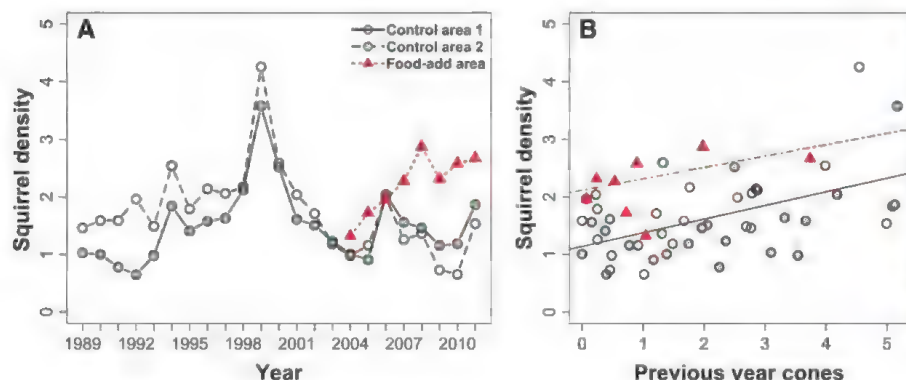 A
Control area 1
Control area 2
Food-add area
Squirrel density
5
4
3
2
1
0
1989 1992 1995 1998 2001 2004 2007 2010
Year
B
Squirrel density
5
4
3
2
1
0
0 1 2 3 4 5
Previous year cones